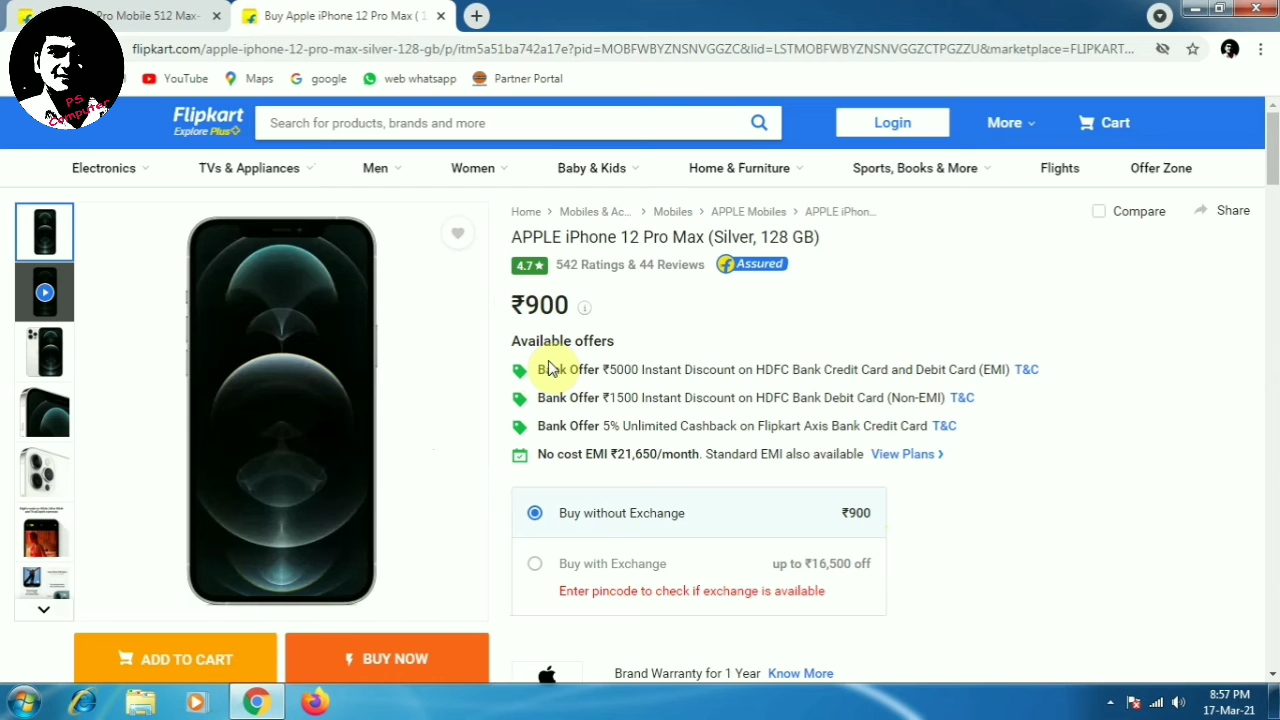 Pro Mobile 512 Max-
Buy Apple iPhone 12 Pro Max ( 1
flipkart.com/apple-iphone-12-pro-max-silver-128-gb/p/itm5a51ba742a17e?pid=MOBFWBYZNSNVGGZC&lid=LSTMOBFWBYZNSNVGGZCTPGZZU&marketplace=FLIPKART...
YouTube Maps google web whatsapp Partner Portal
PS
Computer
Flipkart
Explore Plus
Search for products, brands and more
Login
More
Cart
Electronics TVs & Appliances Men Women Baby & Kids Home & Furniture Sports, Books & More Flights Offer Zone
Home > Mobiles & Ac... > Mobiles > APPLE Mobiles > APPLE iPhon...
Compare
Share
APPLE iPhone 12 Pro Max (Silver, 128 GB)
4.7★ 542 Ratings & 44 Reviews Assured
₹900
Available offers
Bank Offer ₹5000 Instant Discount on HDFC Bank Credit Card and Debit Card (EMI) T&C
Bank Offer ₹1500 Instant Discount on HDFC Bank Debit Card (Non-EMI) T&C
Bank Offer 5% Unlimited Cashback on Flipkart Axis Bank Credit Card T&C
No cost EMI ₹21,650/month. Standard EMI also available View Plans >
Buy without Exchange ₹900
Buy with Exchange up to ₹16,500 off
Enter pincode to check if exchange is available
ADD TO CART
BUY NOW
Brand Warranty for 1 Year Know More
8:57 PM
17-Mar-21